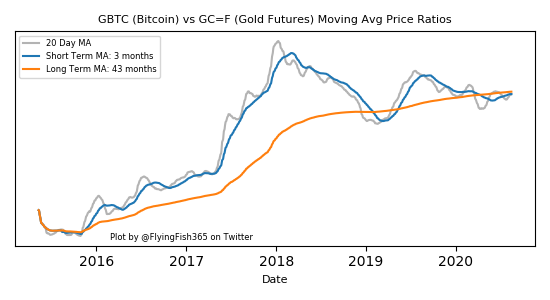 GBTC (Bitcoin) vs GC=F (Gold Futures) Moving Avg Price Ratios
20 Day MA
Short Term MA: 3 months
Long Term MA: 43 months
Plot by @FlyingFish365 on Twitter
2016 2017 2018 2019 2020
Date